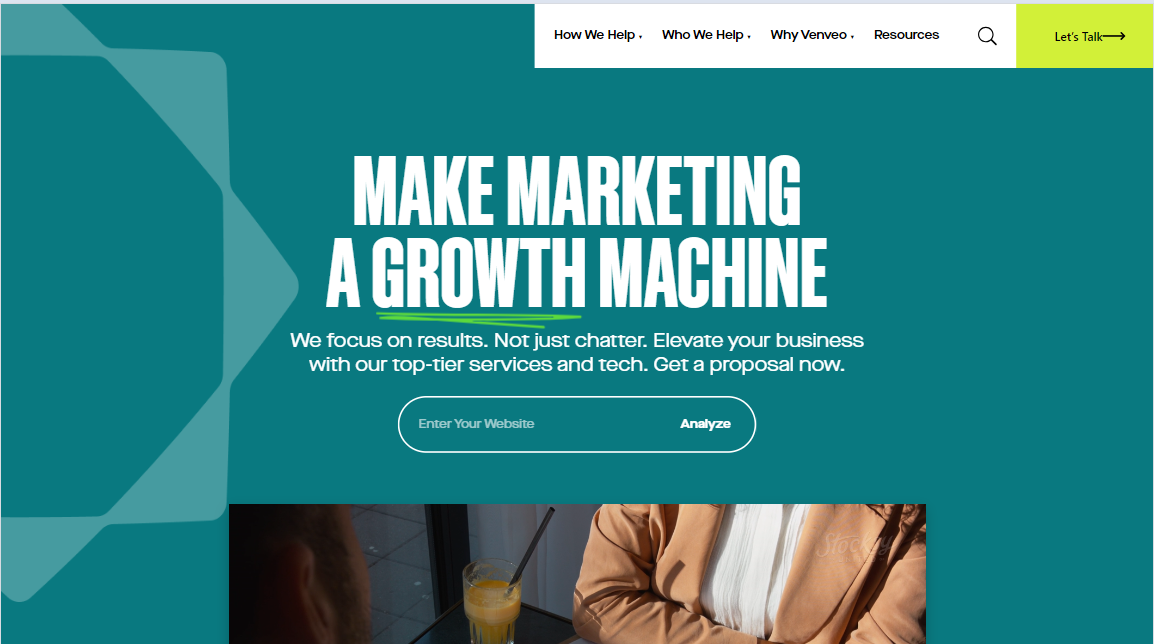 How We Help
Who We Help
Why Venveo
Resources
Let's Talk
MAKE MARKETING
A GROWTH MACHINE
We focus on results. Not just chatter. Elevate your business
with our top-tier services and tech. Get a proposal now.
Enter Your Website
Analyze
Stocksy